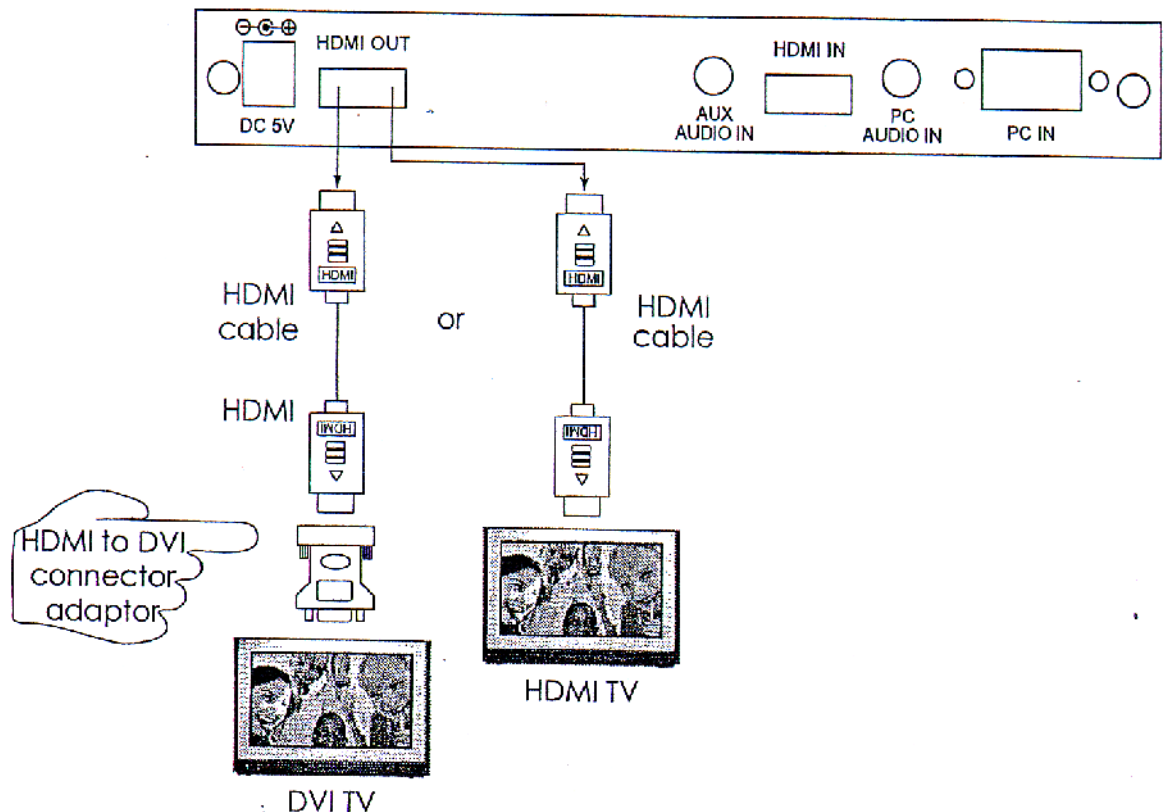 HDMI OUT
DC 5V
AUX
AUDIO IN
HDMI IN
PC
AUDIO IN
PC IN
HDMI
HDMI
cable
or
HDMI
HDMI
cable
HDMI
HDMI
HDMI
HDMI to DVI
connector
adaptor
HDMI TV
DVI TV